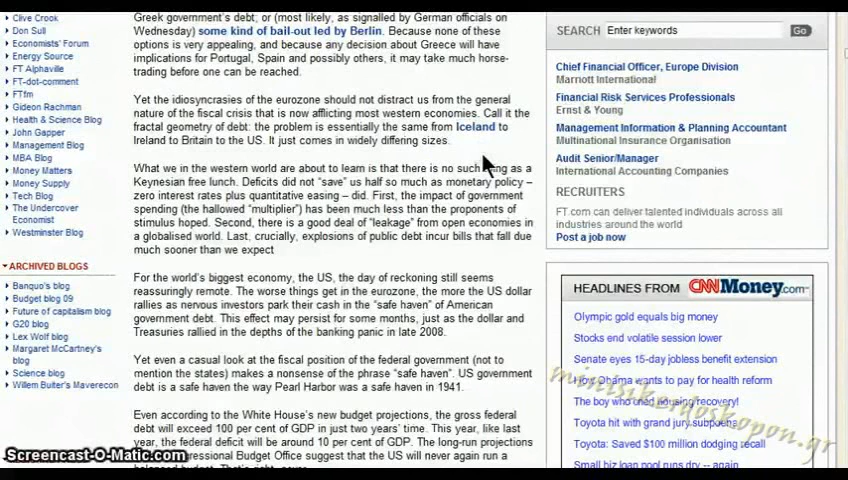 Clive Crook
Don Sull
Economists' Forum
Energy Source
FT Alphaville
FT-dot-comment
FTfm
Gideon Rachman
Health & Science Blog
John Gapper
Management Blog
MBA Blog
Money Matters
Money Supply
Tech Blog
The Undercover
Economist
Westminster Blog
ARCHIVED BLOGS
Banquo's blog
Budget blog 09
Future of capitalism blog
G20 blog
Lex Wolf blog
Margaret McCartney's
blog
Science blog
Willem Buiter's Maverecon
Greek government's debt; or (most likely, as signalled by German officials on
Wednesday) some kind of bail-out led by Berlin. Because none of these
options is very appealing, and because any decision about Greece will have
implications for Portugal, Spain and possibly others, it may take much horse-
trading before one can be reached.
Yet the idiosyncrasies of the eurozone should not distract us from the general
nature of the fiscal crisis that is now afflicting most western economies. Call it the
fractal geometry of debt: the problem is essentially the same from Iceland to
Ireland to Britain to the US. It just comes in widely differing sizes.
What we in the western world are about to learn is that there is no such as a
Keynesian free lunch. Deficits did not “save” us half so much as monetary policy –
zero interest rates plus quantitative easing – did. First, the impact of government
spending (the hallowed “multiplier”) has been much less than the proponents of
stimulus hoped. Second, there is a good deal of “leakage” from open economies in
a globalised world. Last, crucially, explosions of public debt incur bills that fall due
much sooner than we expect
For the world's biggest economy, the US, the day of reckoning still seems
reassuringly remote. The worse things get in the eurozone, the more the US dollar
rallies as nervous investors park their cash in the “safe haven” of American
government debt. This effect may persist for some months, just as the dollar and
Treasuries rallied in the depths of the banking panic in late 2008.
Yet even a casual look at the fiscal position of the federal government (not to
mention the states) makes a nonsense of the phrase “safe haven”. US government
debt is a safe haven the way Pearl Harbor was a safe haven in 1941.
Even according to the White House's new budget projections, the gross federal
debt will exceed 100 per cent of GDP in just two years' time. This year, like last
year, the federal deficit will be around 10 per cent of GDP. The long-run projections
Budget Office suggest that the US will never again run a
SEARCH Enter keywords Go
Chief Financial Officer, Europe Division
Marriott International
Financial Risk Services Professionals
Ernst & Young
Management Information & Planning Accountant
Multinational Insurance Organisation
Audit Senior/Manager
International Accounting Companies
RECRUITERS
FT.com can deliver talented individuals across all
industries around the world
Post a job now
HEADLINES FROM CNNMoney.com
Olympic gold equals big money
Stocks end volatile session lower
Senate eyes 15-day jobless benefit extension
How Obama wants to pay for health reform
The boy who cried housing recovery!
Toyota hit with grand jury subpoena
Toyota: Saved $100 million dodging recall
Small biz loan pool runs dry -- again
minisikerdoskopon.gr
Screencast-O-Matic.com